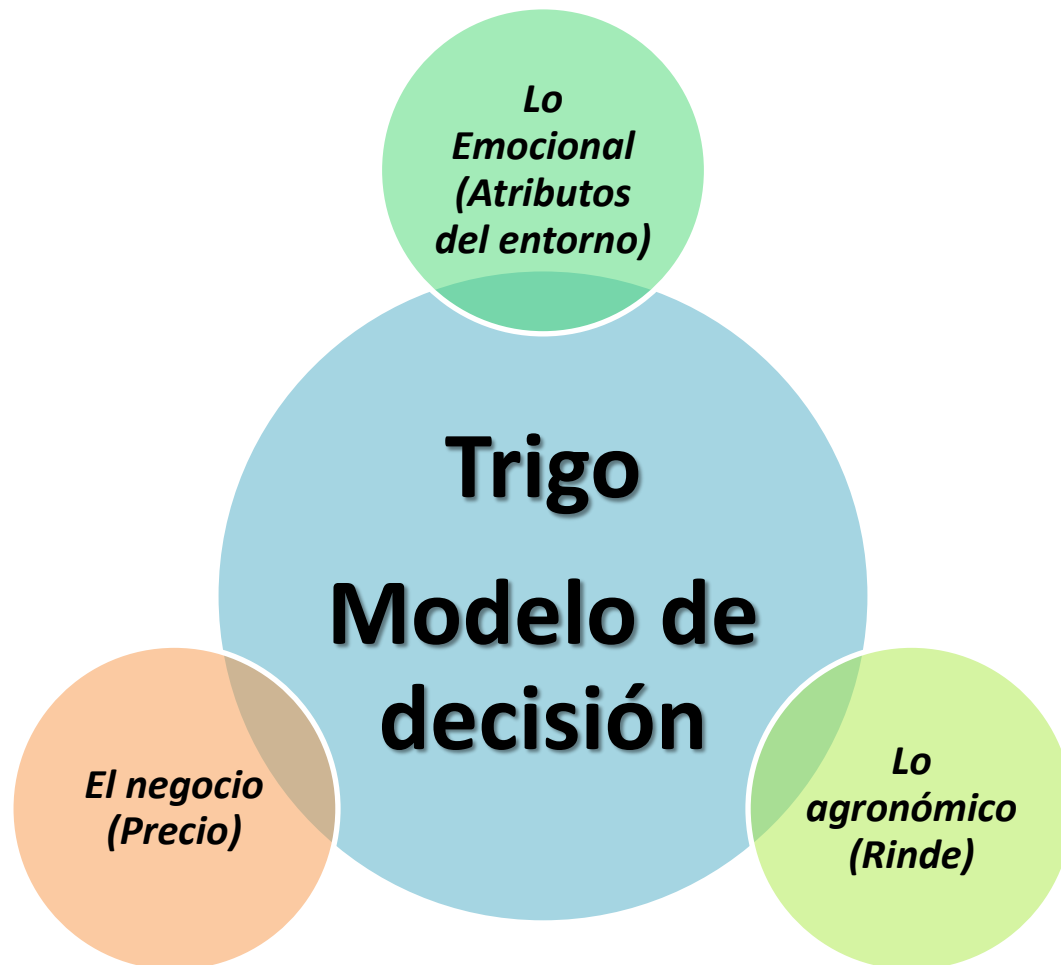 Lo
Emocional
(Atributos
del entorno)
Trigo
Modelo de
decisión
El negocio
(Precio)
Lo
agronómico
(Rinde)